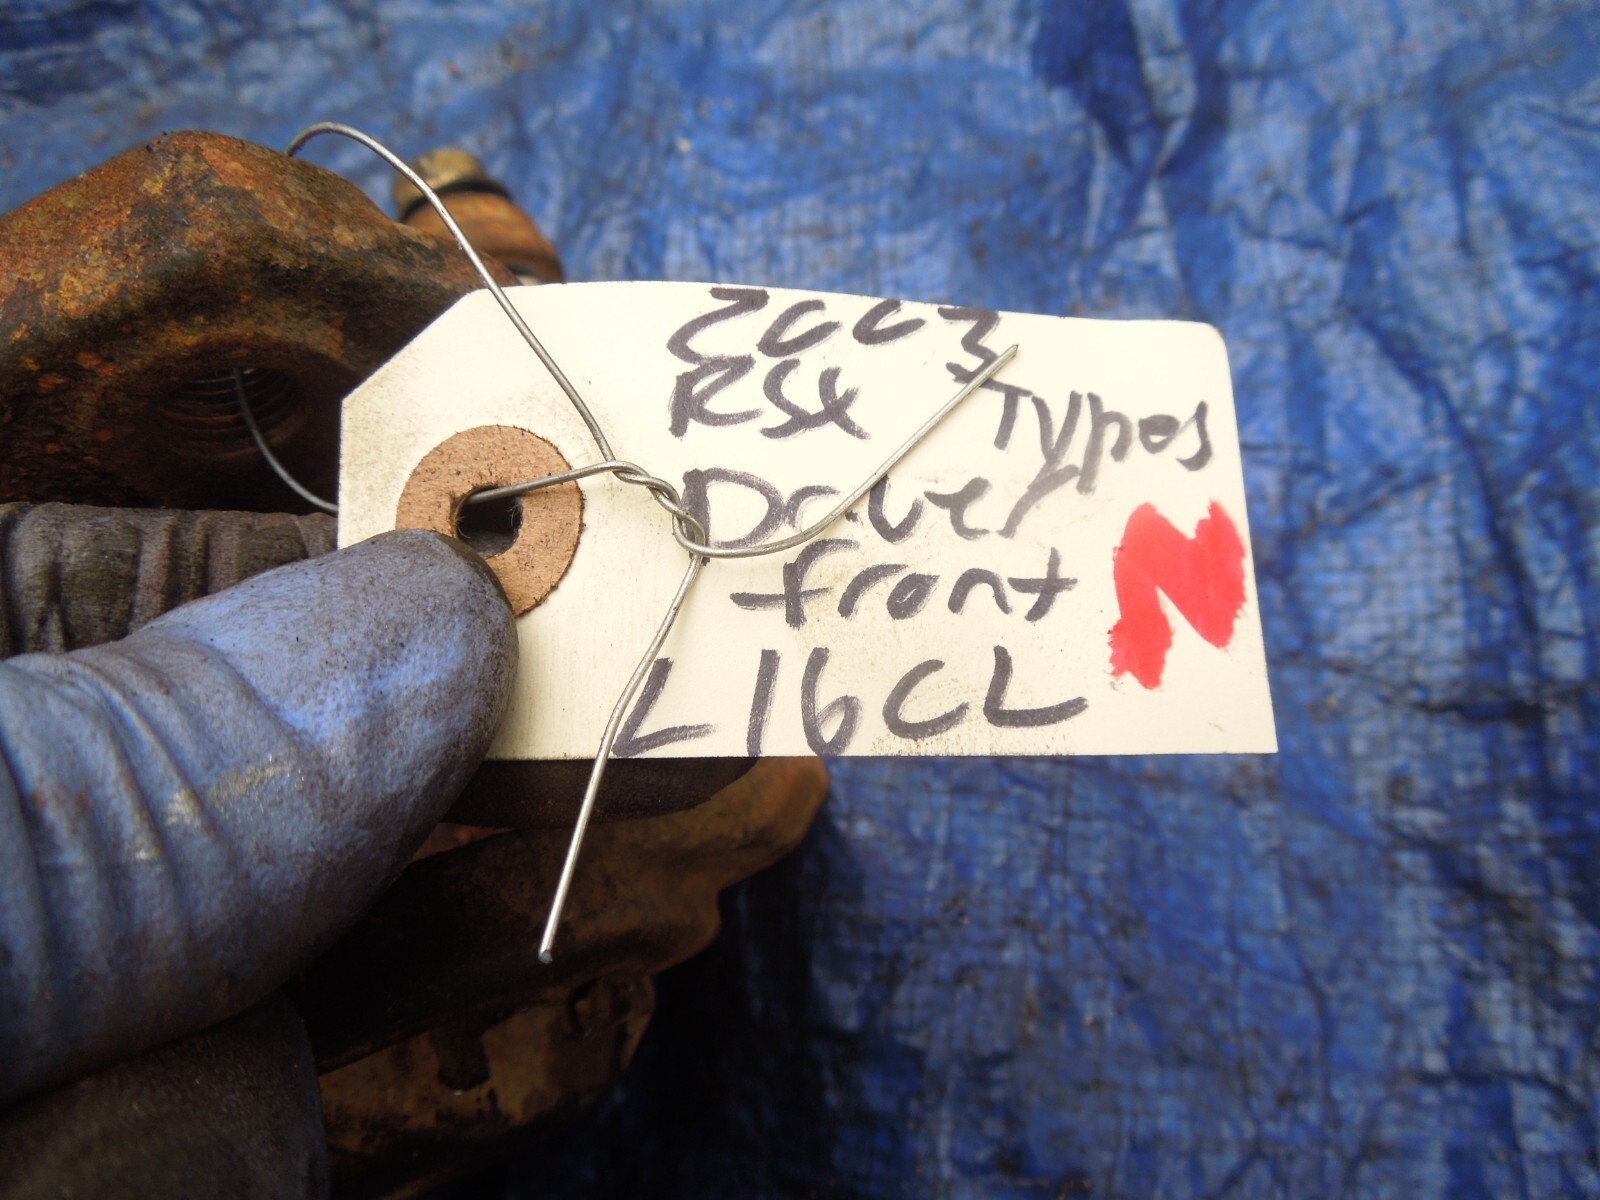 2003
RSX Types
Driver
front
L16CL
N